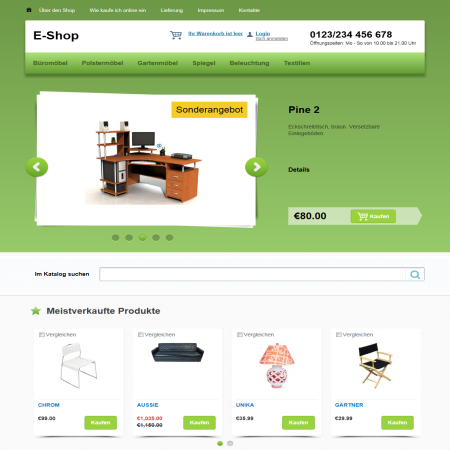 Über den Shop Wie kaufe ich online ein Lieferung Impressum Kontakte
E-Shop
Ihr Warenkorb ist leer
Login
Noch anmelden
0123/234 456 678
Öffnungszeiten: Mo - So von 10.00 bis 21.00 Uhr
Büromöbel Polstermöbel Gartenmöbel Spiegel Beleuchtung Textilien
Sonderangebot
Pine 2
Eckschreibtisch, braun. Versetzbare
Einlegeböden
Details
€80.00 Kaufen
Im Katalog suchen
Meistverkaufte Produkte
Vergleichen Vergleichen Vergleichen Vergleichen
CHROM AUSSIE UNIKA GÄRTNER
€99.00 Kaufen
€1,035.00
€1,150.00 Kaufen
€35.99 Kaufen
€29.99 Kaufen